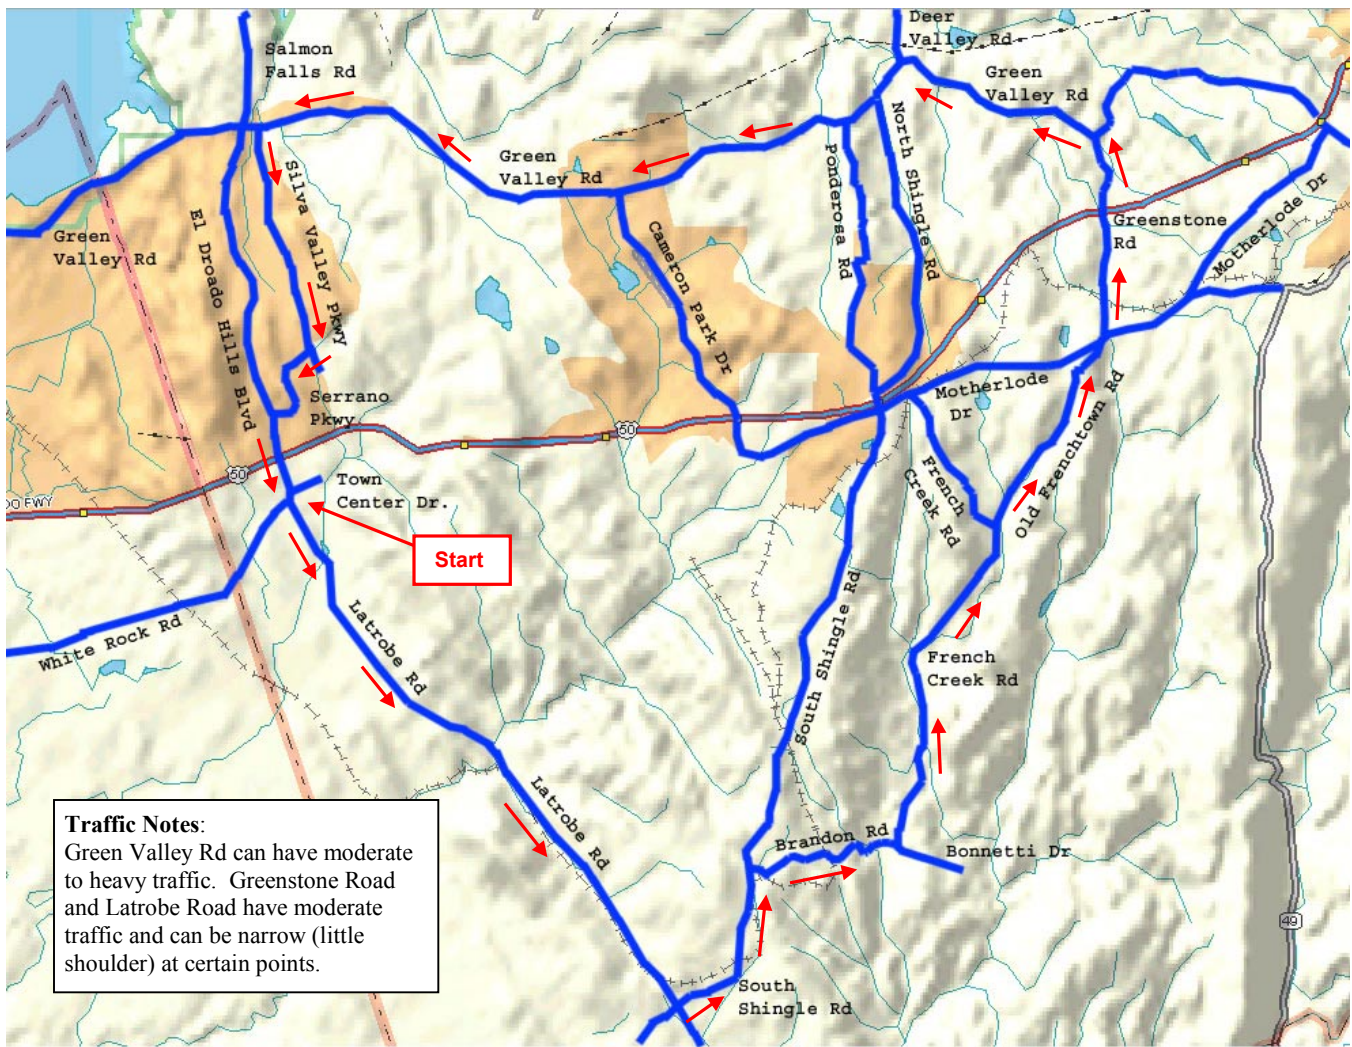 Deer
Valley Rd
Salmon
Falls Rd
Green
Valley Rd
Green
Valley Rd
Silva Valley Pkwy
El Droado Hills Blvd
Green
Valley Rd
Cameron
Park Dr
Ponderosa Rd
North Shingle Rd
Greenstone
Rd
Motherlode Dr
Serrano
Pkwy
Motherlode
Dr
50
50
DO FWY
Town
Center Dr.
Start
French
Creek Rd
Old Frenchtown Rd
White Rock Rd
Latrobe Rd
South Shingle Rd
French
Creek Rd
Latrobe Rd
Brandon Rd
Bonnetti Dr
Traffic Notes:
Green Valley Rd can have moderate
to heavy traffic.  Greenstone Road
and Latrobe Road have moderate
traffic and can be narrow (little
shoulder) at certain points.
49
South
Shingle Rd